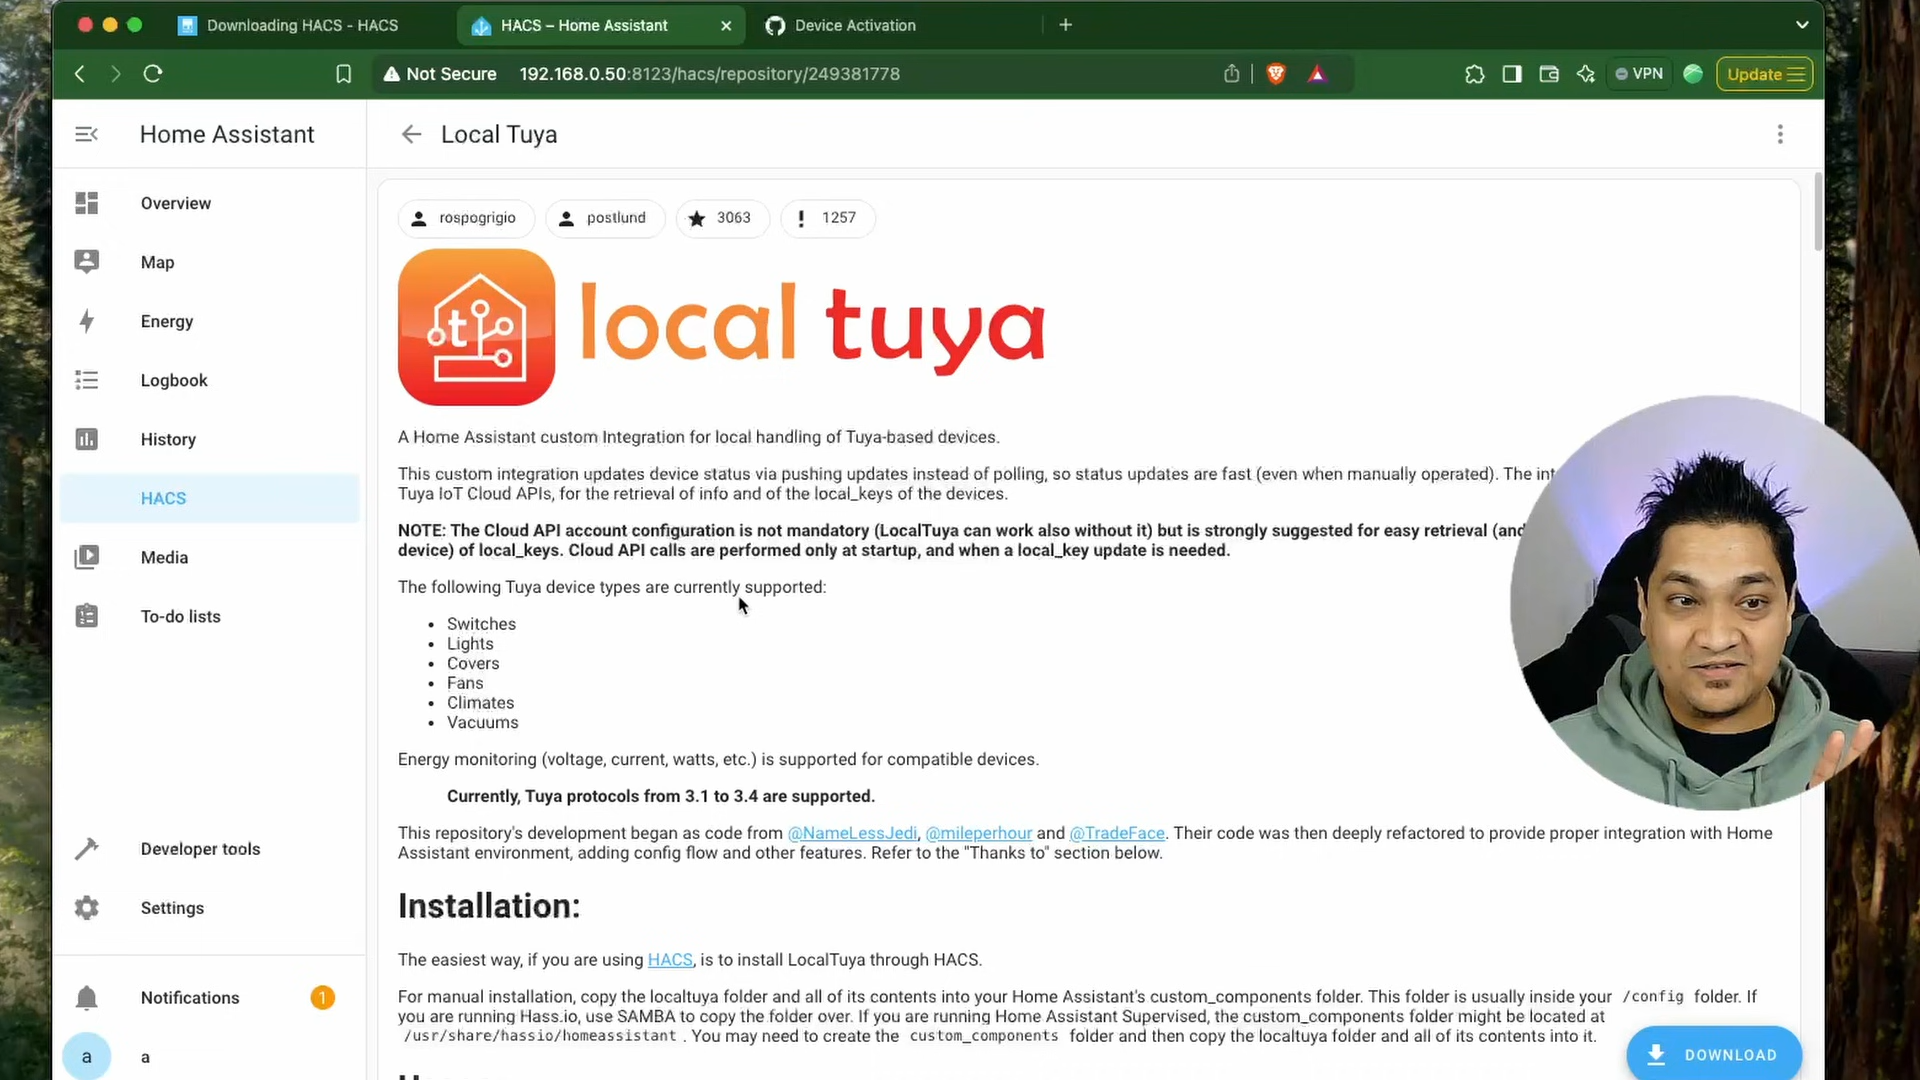 Downloading HACS - HACS
HACS – Home Assistant
Device Activation
Not Secure 192.168.0.50:8123/hacs/repository/249381778
VPN
Update
Home Assistant
Local Tuya
Overview
Map
Energy
Logbook
History
HACS
Media
To-do lists
Developer tools
Settings
Notifications
1
a
a
rospogrigio
postlund
3063
1257
t
local tuya
A Home Assistant custom Integration for local handling of Tuya-based devices.
This custom integration updates device status via pushing updates instead of polling, so status updates are fast (even when manually operated). The
Tuya IoT Cloud APIs, for the retrieval of info and of the local_keys of the devices.
NOTE: The Cloud API account configuration is not mandatory (LocalTuya can work also without it) but is strongly suggested for easy retrieval (and
device) of local_keys. Cloud API calls are performed only at startup, and when a local_key update is needed.
The following Tuya device types are currently supported:
• Switches
• Lights
• Covers
• Fans
• Climates
• Vacuums
Energy monitoring (voltage, current, watts, etc.) is supported for compatible devices.
Currently, Tuya protocols from 3.1 to 3.4 are supported.
This repository's development began as code from @NameLessJedi, @mileperhour and @TradeFace. Their code was then deeply refactored to provide proper integration with Home
Assistant environment, adding config flow and other features. Refer to the "Thanks to" section below.
Installation:
The easiest way, if you are using HACS, is to install LocalTuya through HACS.
For manual installation, copy the localtuya folder and all of its contents into your Home Assistant's custom_components folder. This folder is usually inside your /config folder. If
you are running Hass.io, use SAMBA to copy the folder over. If you are running Home Assistant Supervised, the custom_components folder might be located at
/usr/share/hassio/homeassistant . You may need to create the custom_components folder and then copy the localtuya folder and all of its contents into it.
DOWNLOAD